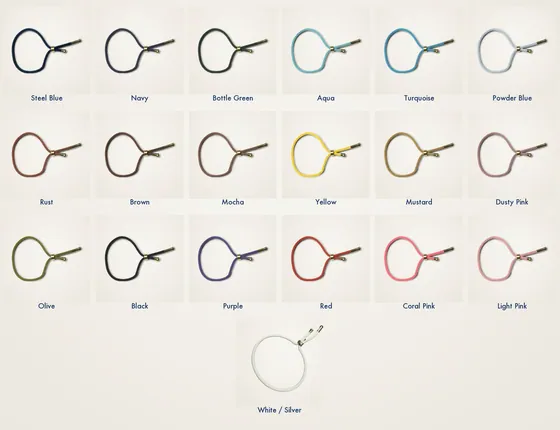 Steel Blue
Navy
Bottle Green
Aqua
Turquoise
Powder Blue
Rust
Brown
Mocha
Yellow
Mustard
Dusty Pink
Olive
Black
Purple
Red
Coral Pink
Light Pink
White / Silver